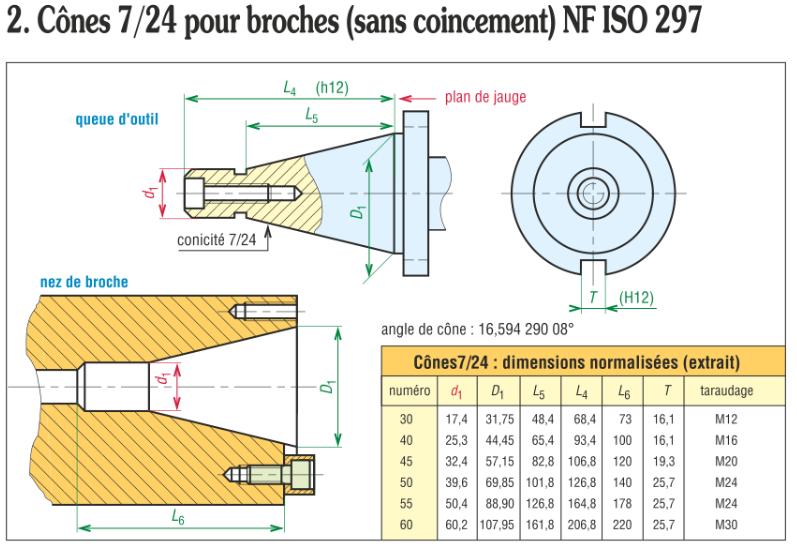 2. Cônes 7/24 pour broches (sans coincement) NF ISO 297
L4 (h12)
plan de jauge
queue d'outil
L5
d1
D1
conicité 7/24
nez de broche
T (H12)
d1
D1
L6
angle de cône : 16,594 290 08°
Cônes7/24 : dimensions normalisées (extrait)
numéro d1 D1 L5 L4 L6 T taraudage
30 17,4 31,75 48,4 68,4 73 16,1 M12
40 25,3 44,45 65,4 93,4 100 16,1 M16
45 32,4 57,15 82,8 106,8 120 19,3 M20
50 39,6 69,85 101,8 126,8 140 25,7 M24
55 50,4 88,90 126,8 164,8 178 25,7 M24
60 60,2 107,95 161,8 206,8 220 25,7 M30